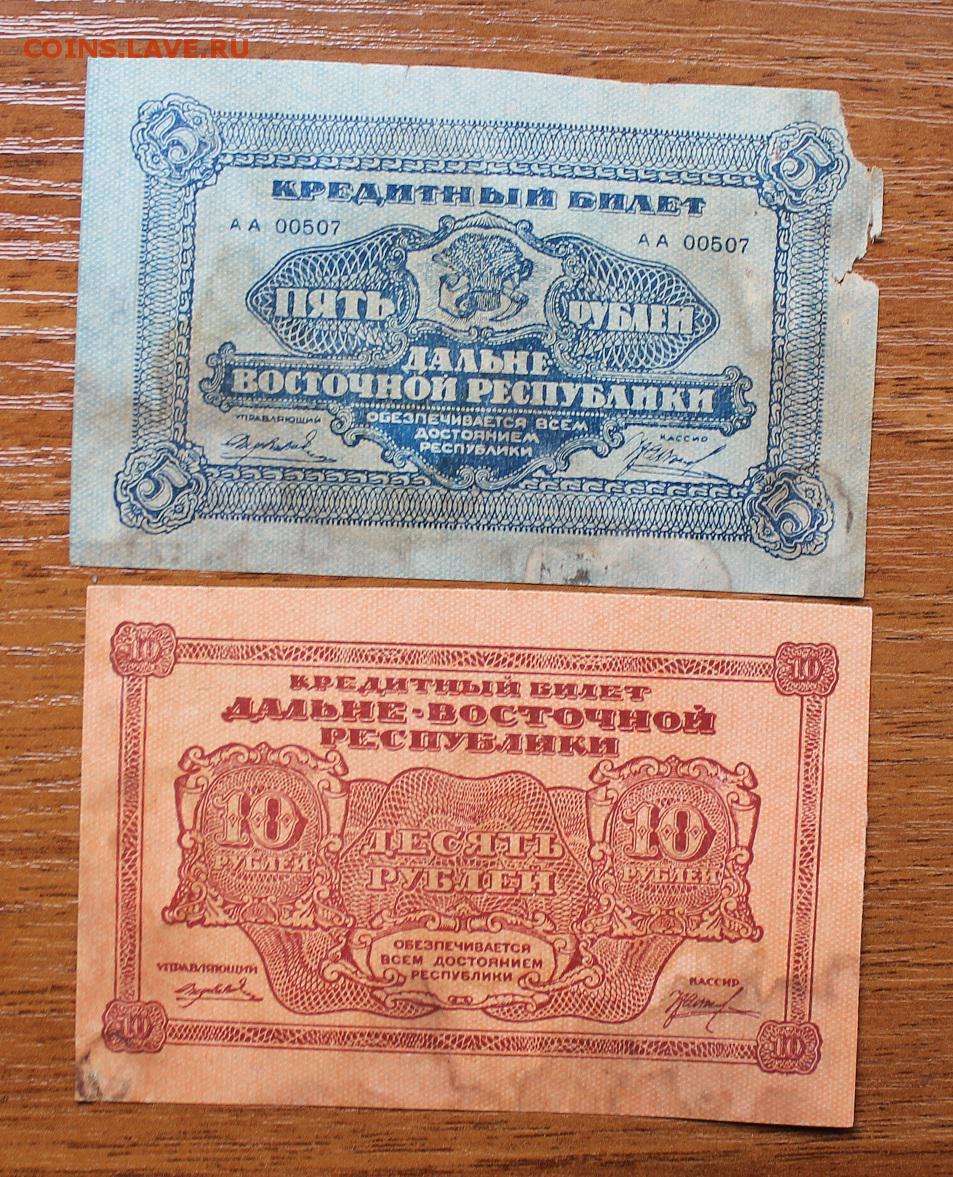 COINS.LAVE.RU
5 5
КРЕДИТНЫЙ БИЛЕТ
АА 00507
АА 00507
ПЯТЬ РУБЛЕЙ
ДАЛЬНЕ
ВОСТОЧНОЙ РЕСПУБЛИКИ
УПРАВЛЯЮЩИЙ
ОБЕЗПЕЧИВАЕТСЯ ВСЕМ
ДОСТОЯНИЕМ
РЕСПУБЛИКИ
КАССИР
5 5
10 10
КРЕДИТНЫЙ БИЛЕТ
ДАЛЬНЕ-ВОСТОЧНОЙ
РЕСПУБЛИКИ
10
РУБЛЕЙ
ДЕСЯТЬ
РУБЛЕЙ
10
РУБЛЕЙ
ОБЕЗПЕЧИВАЕТСЯ
ВСЕМ ДОСТОЯНИЕМ
РЕСПУБЛИКИ
УПРАВЛЯЮЩИЙ
КАССИР
10 10